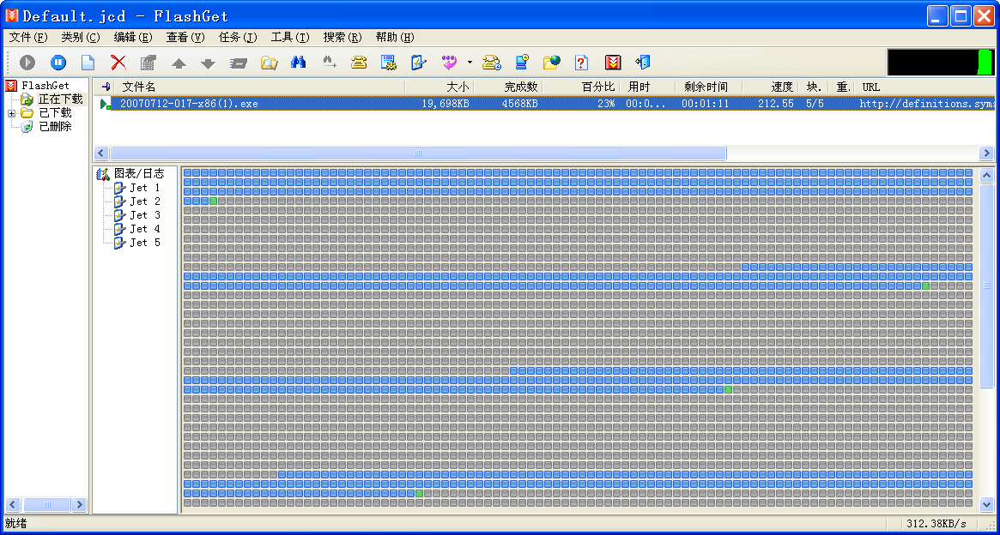 Default.jcd - FlashGet
文件(F) 类别(C) 编辑(E) 查看(V) 任务(J) 工具(T) 搜索(R) 帮助(H)
FlashGet
正在下载
已下载
已删除
文件名 大小 完成数 百分比 用时 剩余时间 速度 块. 重. URL
20070712-017-x86(1).exe 19,698KB 4568KB 23% 00:0... 00:01:11 212.55 5/5 http://definitions.syma
图表/日志
Jet 1
Jet 2
Jet 3
Jet 4
Jet 5
就绪 312.38KB/s